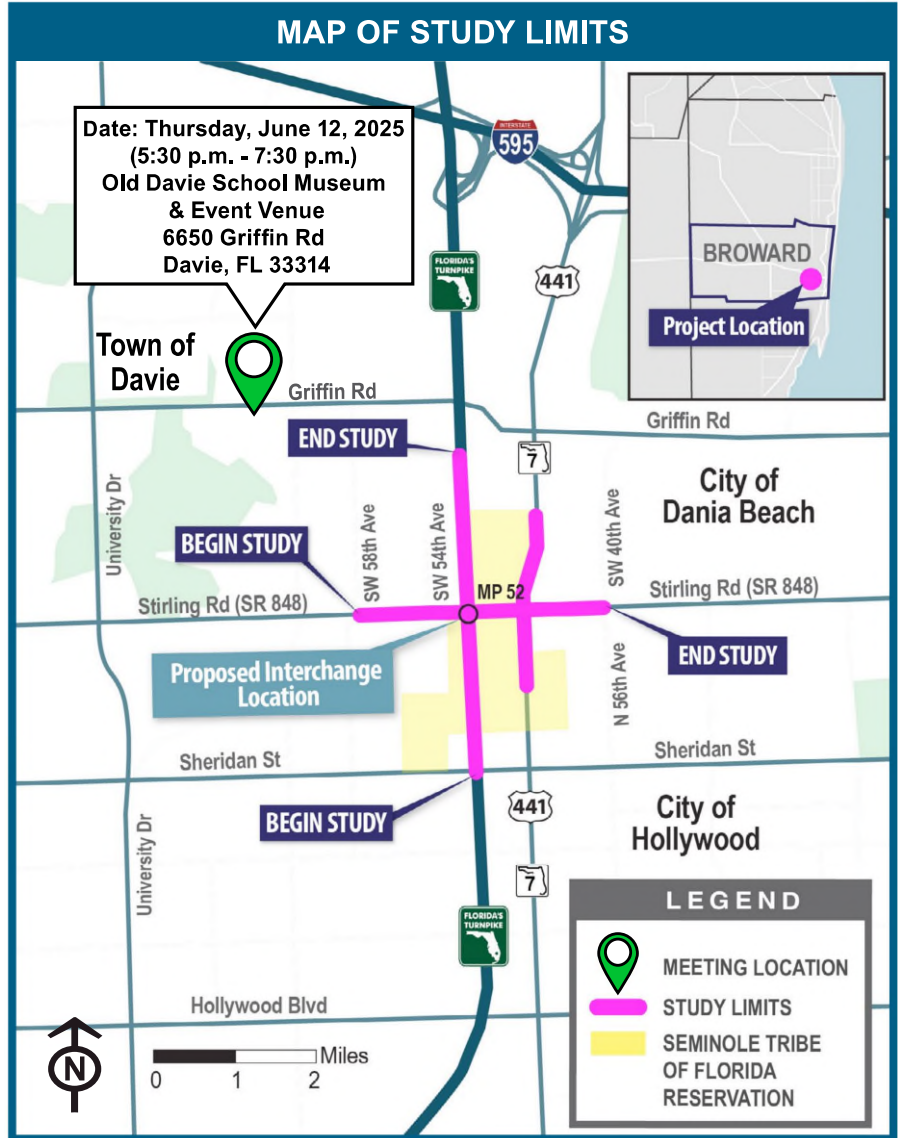 MAP OF STUDY LIMITS
Date: Thursday, June 12, 2025
(5:30 p.m. - 7:30 p.m.)
Old Davie School Museum
& Event Venue
6650 Griffin Rd
Davie, FL 33314
INTERSTATE
595
FLORIDA'S
TURNPIKE
441
BROWARD
Project Location
Town of
Davie
Griffin Rd
Griffin Rd
END STUDY
7
City of
Dania Beach
University Dr
SW 58th Ave
SW 54th Ave
SW 40th Ave
BEGIN STUDY
MP 52
Stirling Rd (SR 848)
Stirling Rd (SR 848)
Proposed Interchange
Location
END STUDY
N 56th Ave
Sheridan St
Sheridan St
BEGIN STUDY
441
City of
Hollywood
University Dr
7
FLORIDA'S
TURNPIKE
Hollywood Blvd
N
Miles
0 1 2
LEGEND
MEETING LOCATION
STUDY LIMITS
SEMINOLE TRIBE
OF FLORIDA
RESERVATION